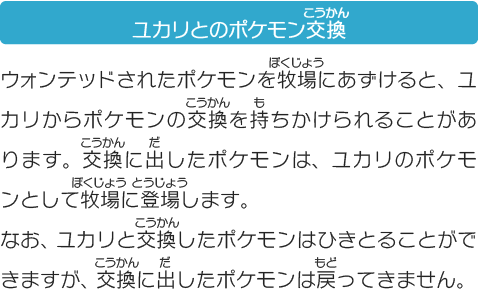 ユカリとのポケモン交換
ウォンテッドされたポケモンを牧場にあずけると、ユ
カリからポケモンの交換を持ちかけられることがあ
ります。交換に出したポケモンは、ユカリのポケモ
ンとして牧場に登場します。
なお、ユカリと交換したポケモンはひきとることがで
きますが、交換に出したポケモンは戻ってきません。